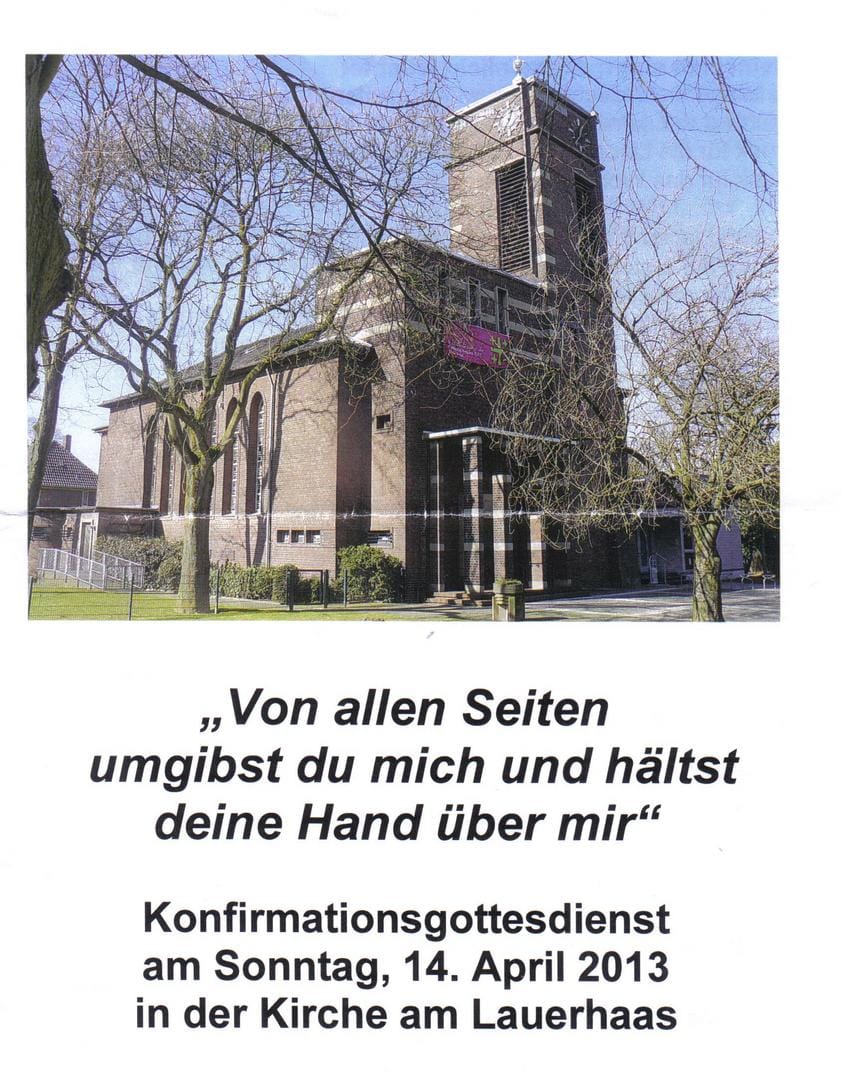 „Von allen Seiten
umgibst du mich und hältst
deine Hand über mir“
Konfirmationsgottesdienst
am Sonntag, 14. April 2013
in der Kirche am Lauerhaas